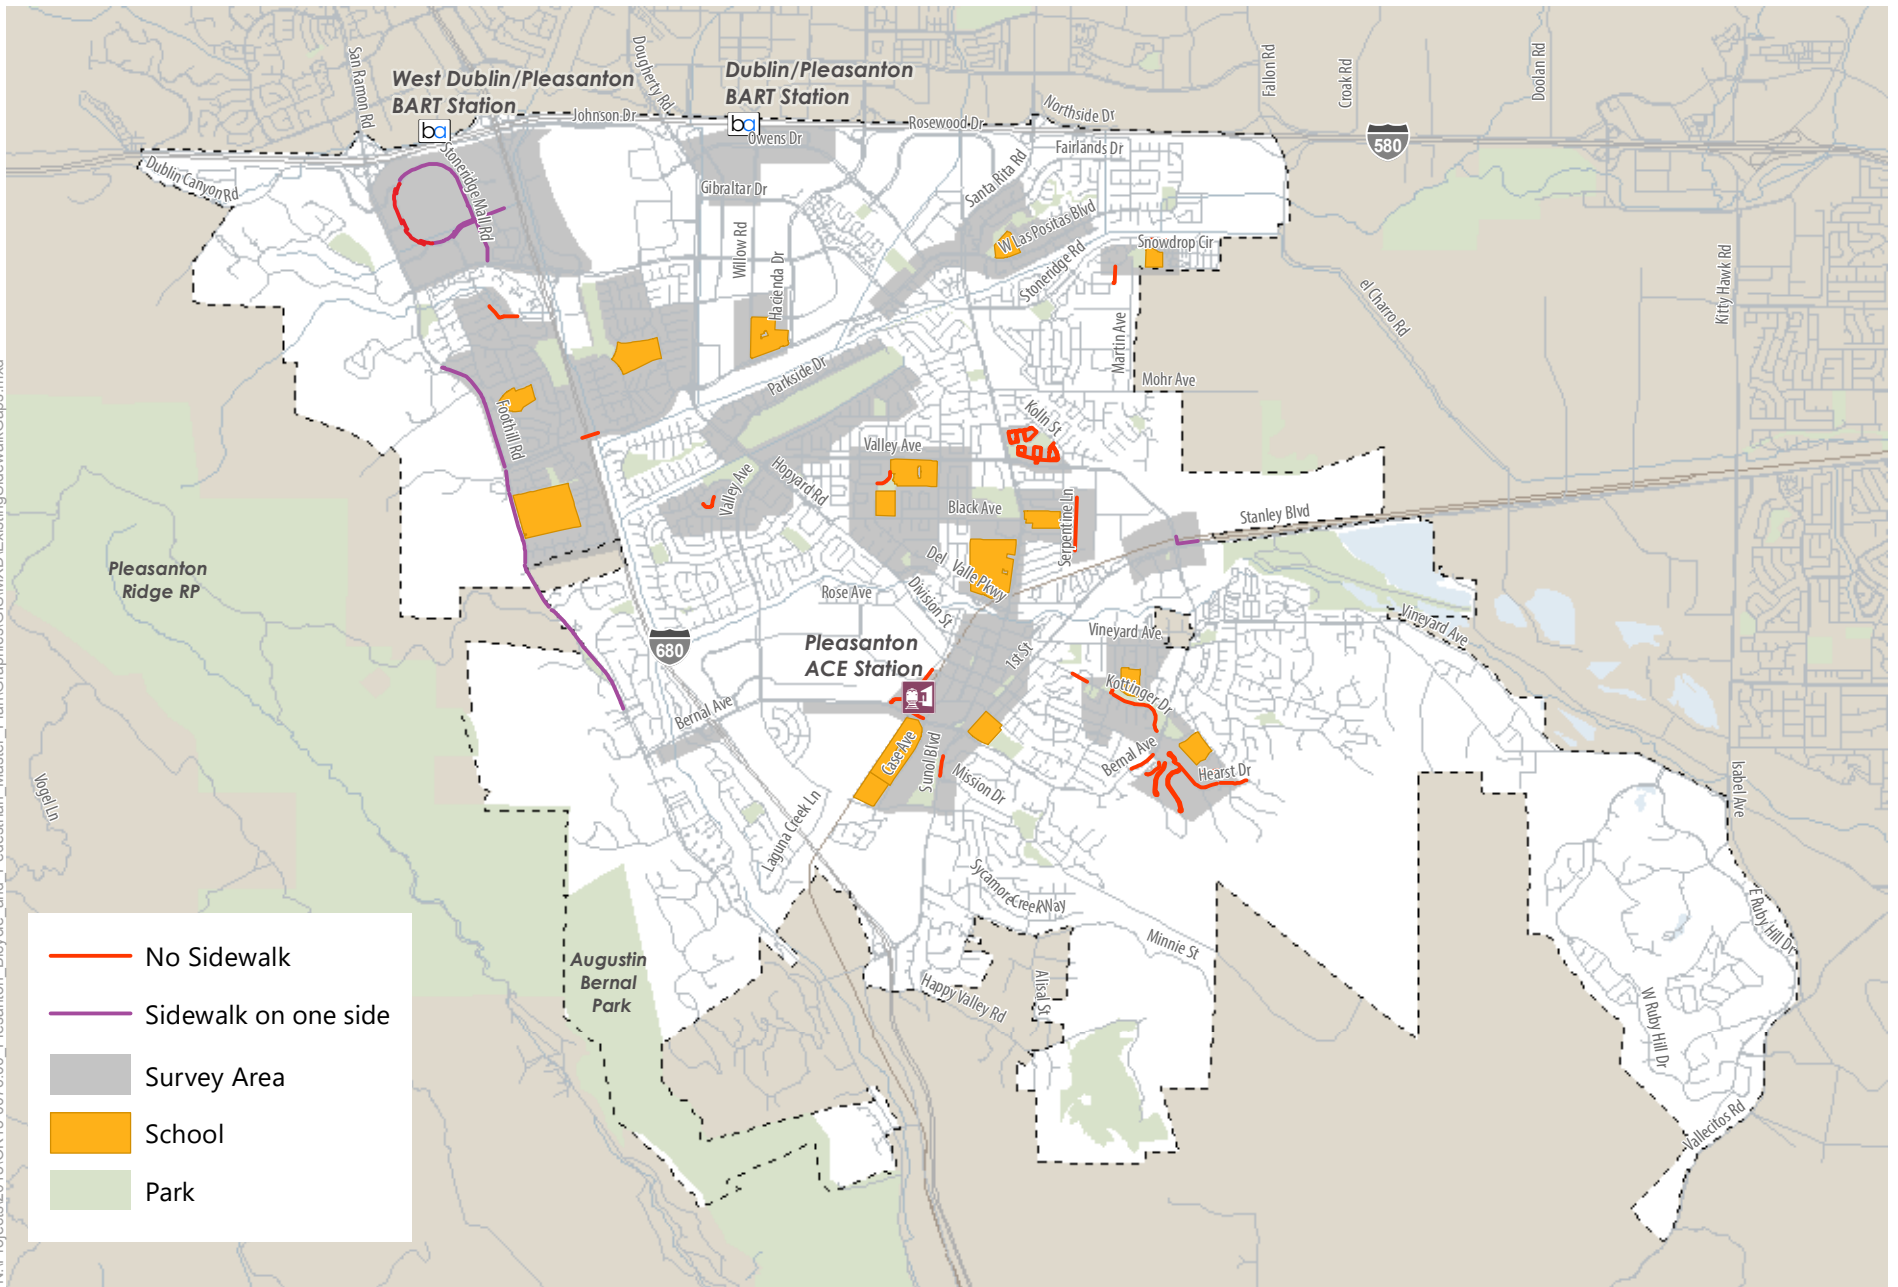 San Ramon Rd
West Dublin/Pleasanton
BART Station
ba
Dougherty Rd
Dublin/Pleasanton
BART Station
ba
Johnson Dr
Owens Dr
Rosewood Dr
Northside Dr
Fallon Rd
Croak Rd
Doolan Rd
580
Dublin Canyon Rd
Stoneridge Mall Rd
Gibraltar Dr
Santa Rita Rd
Fairlands Dr
W Las Positas Blvd
Snowdrop Cir
Willow Rd
Hacienda Dr
Stoneridge Rd
Martin Ave
el Charro Rd
Kitty Hawk Rd
Parkside Dr
Mohr Ave
Foothill Rd
Kolln St
Valley Ave
Valley Ave
Hopyard Rd
Black Ave
Serpentine Ln
Stanley Blvd
Pleasanton
Ridge RP
Del Valle Pkwy
Division St
Rose Ave
Vineyard Ave
Vineyard Ave
680
Pleasanton
ACE Station
1st St
Kottinger Dr
Bernal Ave
Bernal Ave
Case Ave
Sunol Blvd
Mission Dr
Hearst Dr
Isabel Ave
Vogel Ln
Laguna Creek Ln
Sycamore Creek Way
Minnie St
E Ruby Hill Dr
W Ruby Hill Dr
Happy Valley Rd
Alisal St
Augustin
Bernal
Park
Vallecitos Rd
No Sidewalk
Sidewalk on one side
Survey Area
School
Park